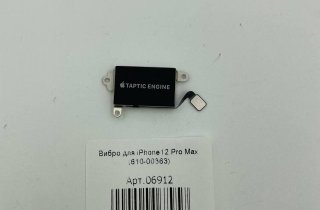 TAPTIC ENGINE
Вибро для iPhone12 Pro Max
(610-00363)
Арт.06912